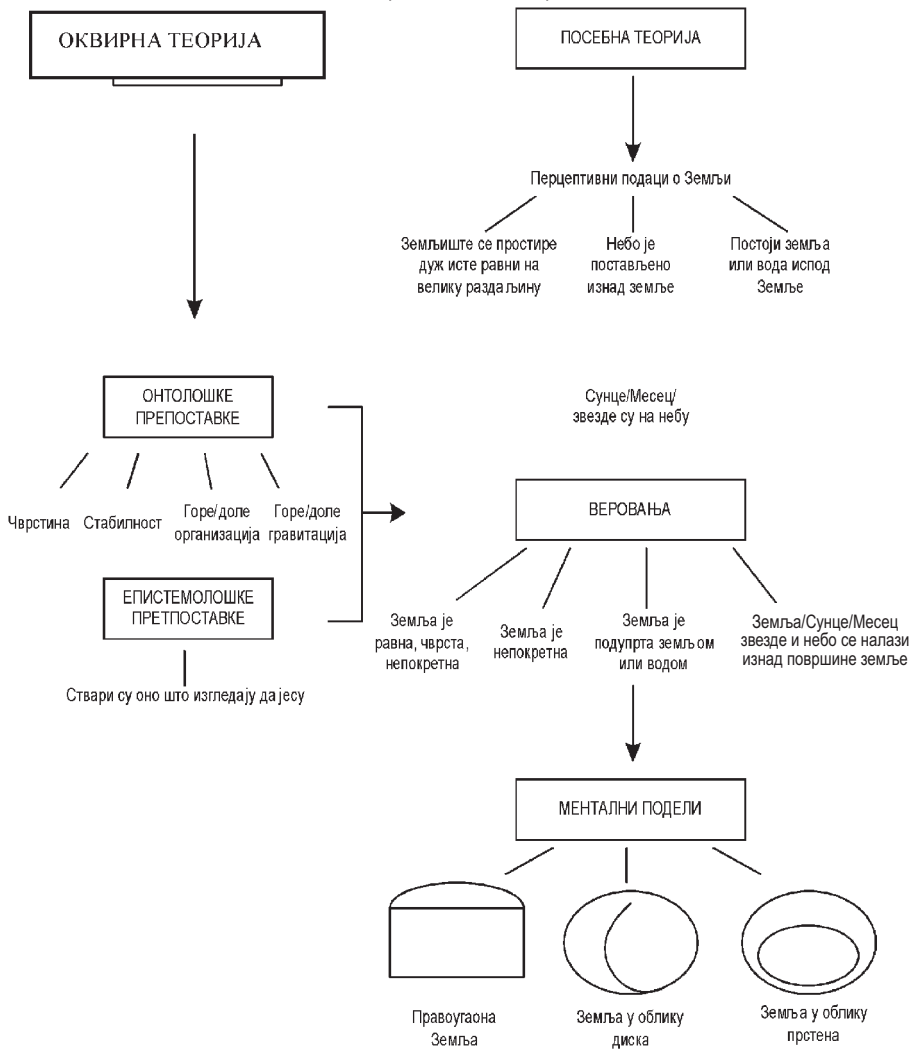 ОКВИРНА ТЕОРИЈА
ПОСЕБНА ТЕОРИЈА
Перцептивни подаци о Земљи
Земљиште се простире
дуж исте равни на
велику раздаљину
Небо је
постављено
изнад земље
Постоји земља
или вода испод
Земље
ОНТОЛОШКЕ
ПРЕПОСТАВКЕ
Сунце/Месец/
звезде су на небу
Чврстина
Стабилност
Горе/доле
организација
Горе/доле
гравитација
ВЕРОВАЊА
ЕПИСТЕМОЛОШКЕ
ПРЕТПОСТАВКЕ
Ствари су оно што изгледају да јесу
Земља је
равна, чврста,
непокретна
Земља је
непокретна
Земља је
подупрта земљом
или водом
Земља/Сунце/Месец
звезде и небо се налази
изнад површине земље
МЕНТАЛНИ ПОДЕЛИ
Правоугаона
Земља
Земља у облику
диска
Земља у облику
прстена